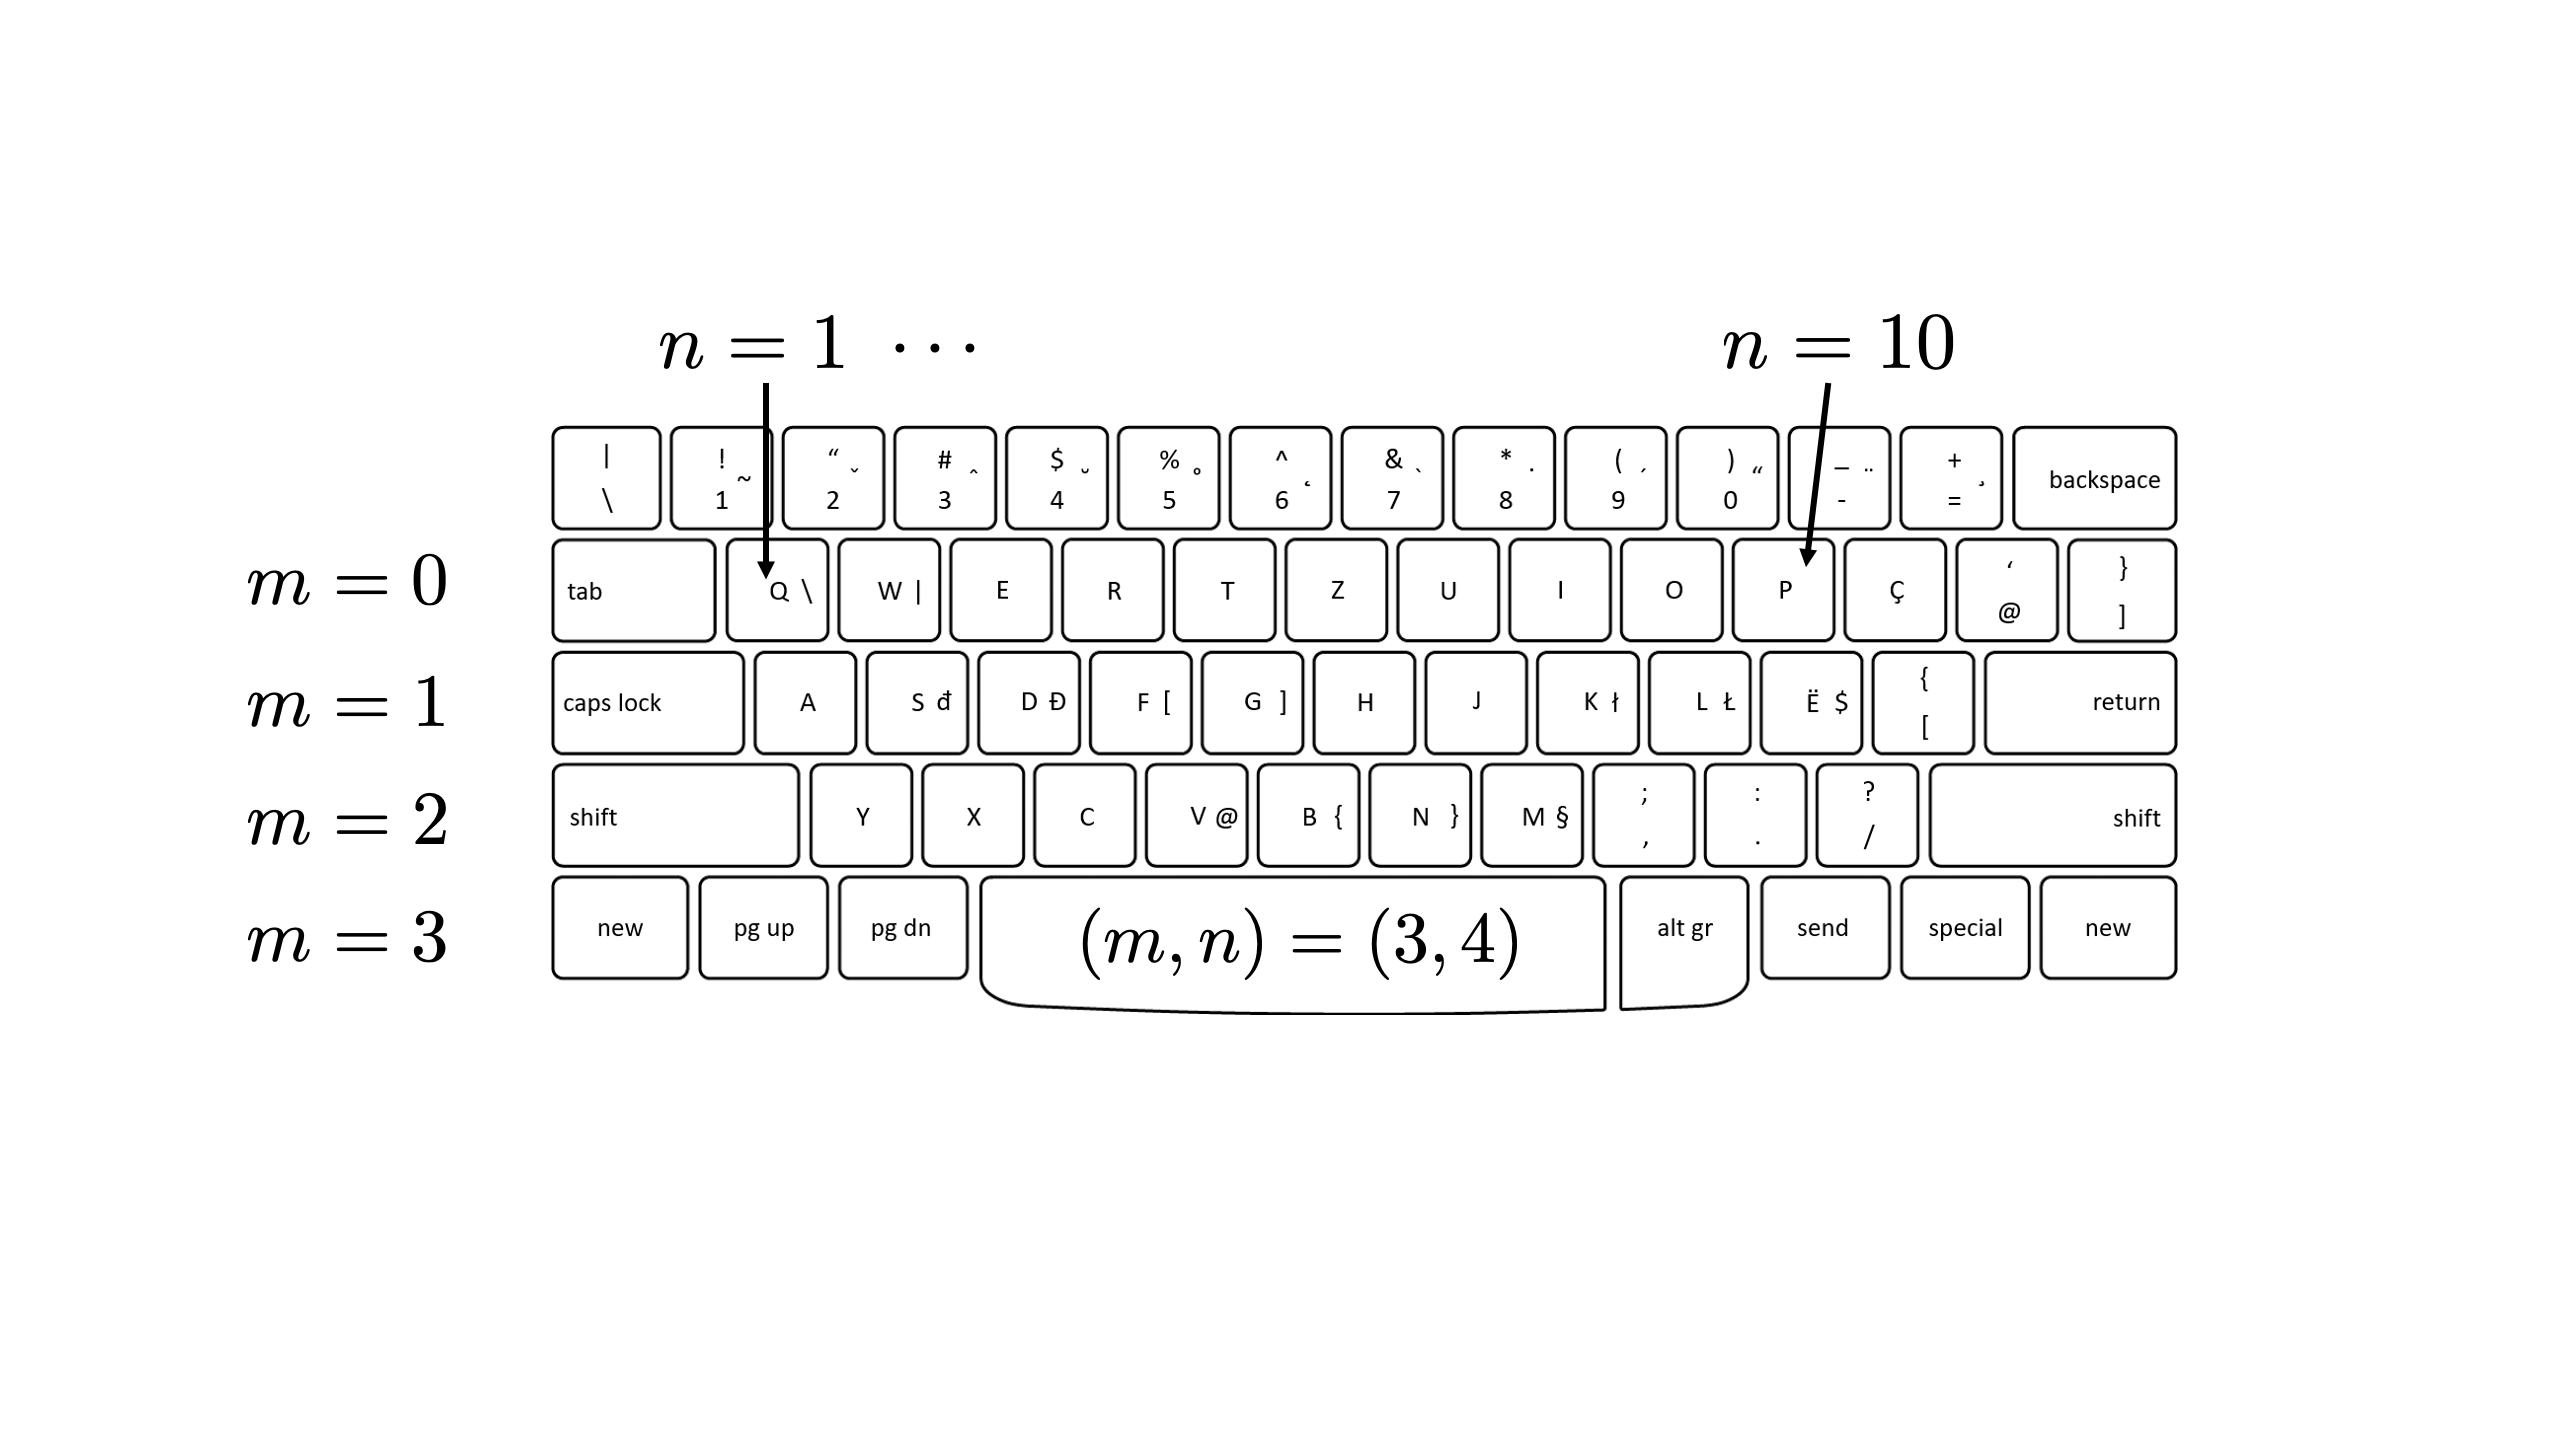 n = 1 ⋯ n = 10
| \ ! ~ 1 “ ˇ 2 # ˆ 3 $ ˘ 4 % ° 5 ^ ˛ 6 & ` 7 * ˙ 8 ( ´ 9 ) “ 0 _ ¨ - + ¸ = backspace
m = 0 tab Q \ W | E R T Z U I O P Ç ‘ @ } ]
m = 1 caps lock A S đ D Đ F [ G ] H J K ł L Ł Ë $ { [ return
m = 2 shift Y X C V @ B { N } M § ; , : . ? / shift
m = 3 new pg up pg dn (m, n) = (3, 4) alt gr send special new